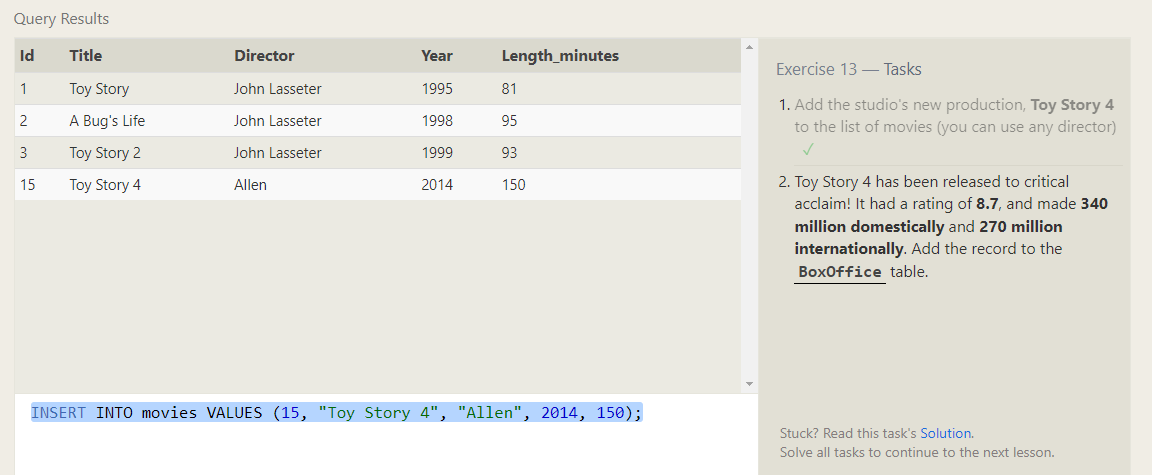 Query Results
Id Title Director Year Length_minutes
1 Toy Story John Lasseter 1995 81
2 A Bug's Life John Lasseter 1998 95
3 Toy Story 2 John Lasseter 1999 93
15 Toy Story 4 Allen 2014 150
INSERT INTO movies VALUES (15, "Toy Story 4", "Allen", 2014, 150);
Exercise 13 — Tasks
1. Add the studio's new production, Toy Story 4
to the list of movies (you can use any director)
✓
2. Toy Story 4 has been released to critical
acclaim! It had a rating of 8.7, and made 340
million domestically and 270 million
internationally. Add the record to the
BoxOffice table.
Stuck? Read this task's Solution.
Solve all tasks to continue to the next lesson.